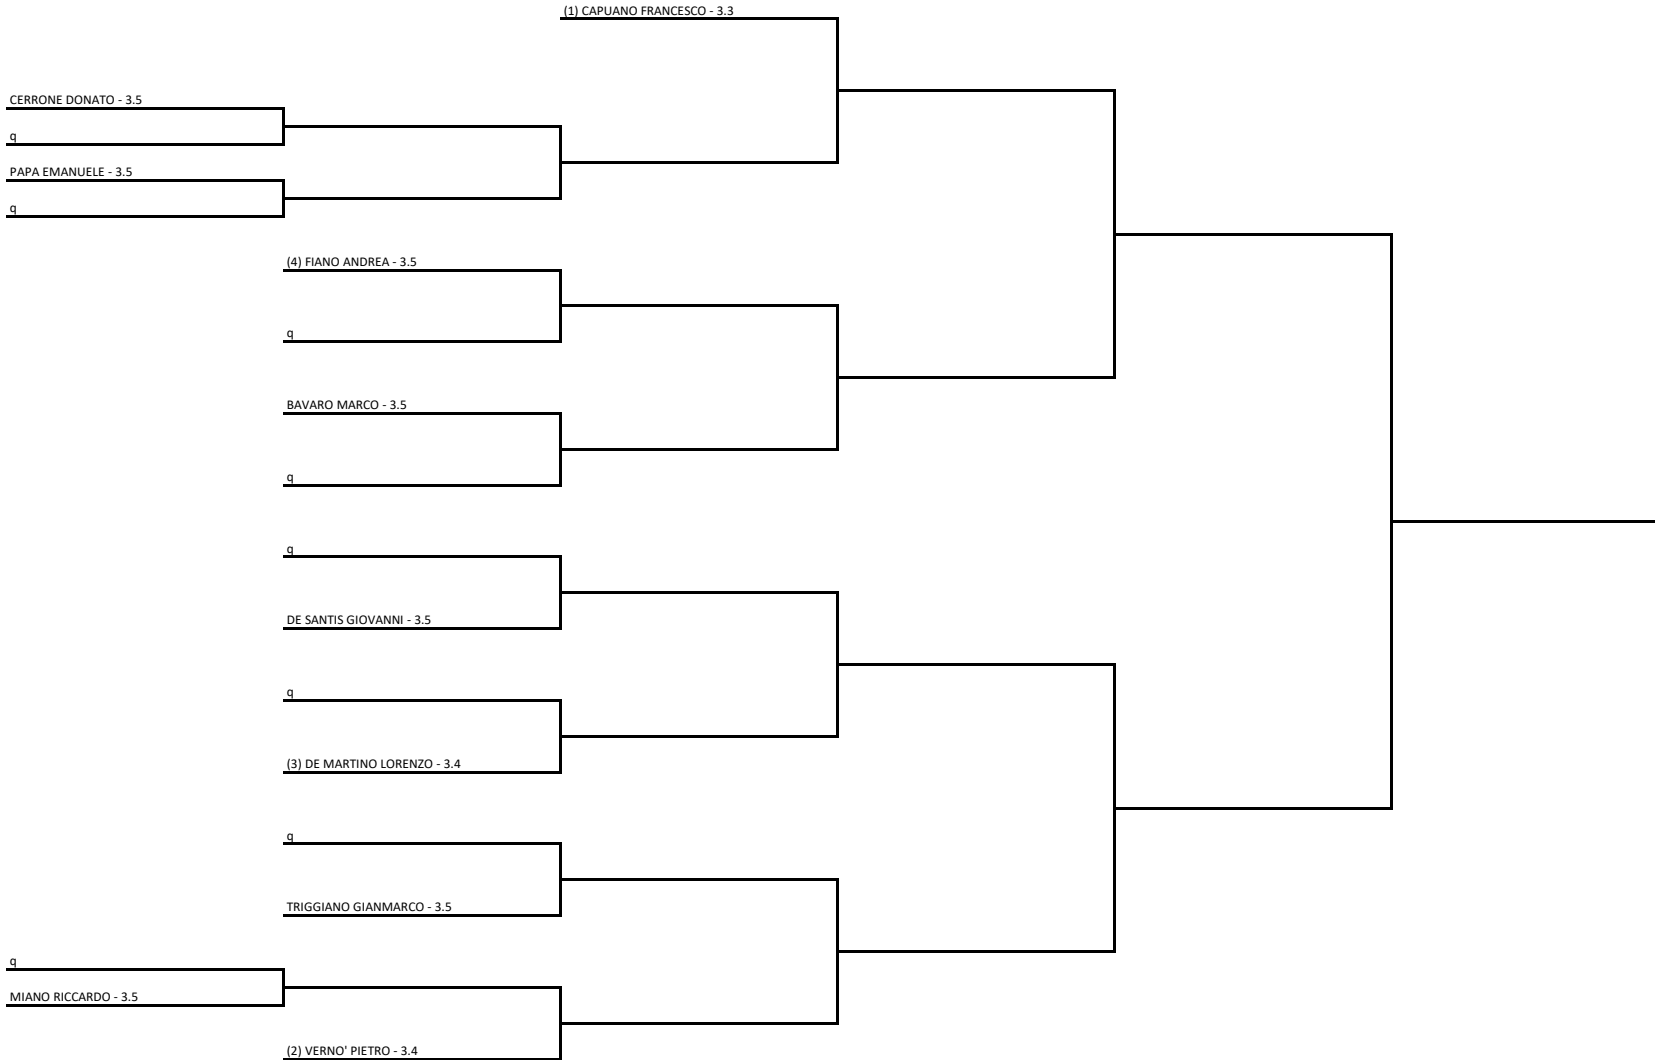 (1) CAPUANO FRANCESCO - 3.3
CERRONE DONATO - 3.5
q
PAPA EMANUELE - 3.5
q
(4) FIANO ANDREA - 3.5
q
BAVARO MARCO - 3.5
q
q
DE SANTIS GIOVANNI - 3.5
q
(3) DE MARTINO LORENZO - 3.4
q
TRIGGIANO GIANMARCO - 3.5
q
MIANO RICCARDO - 3.5
(2) VERNO' PIETRO - 3.4